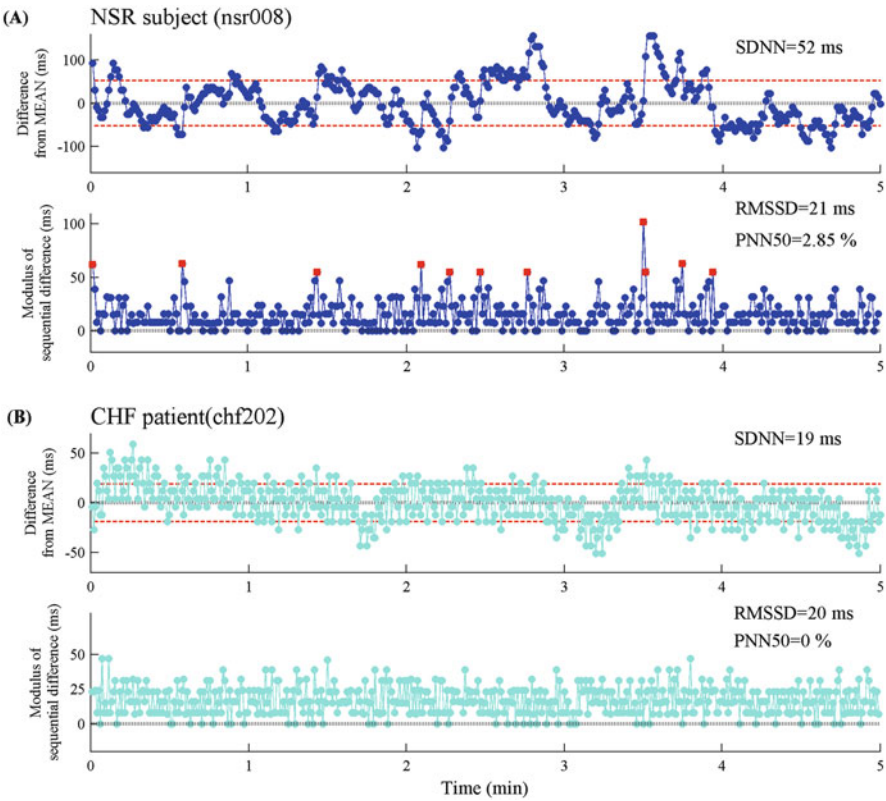 (A)
NSR subject (nsr008)
SDNN=52 ms
Difference
from MEAN (ms)
100
0
-100
0 1 2 3 4 5
RMSSD=21 ms
PNN50=2.85 %
Modulus of
sequential difference (ms)
100
50
0
0 1 2 3 4 5
(B)
CHF patient(chf202)
SDNN=19 ms
Difference
from MEAN (ms)
50
0
-50
0 1 2 3 4 5
RMSSD=20 ms
PNN50=0 %
Modulus of
sequential difference (ms)
50
25
0
0 1 2 3 4 5
Time (min)